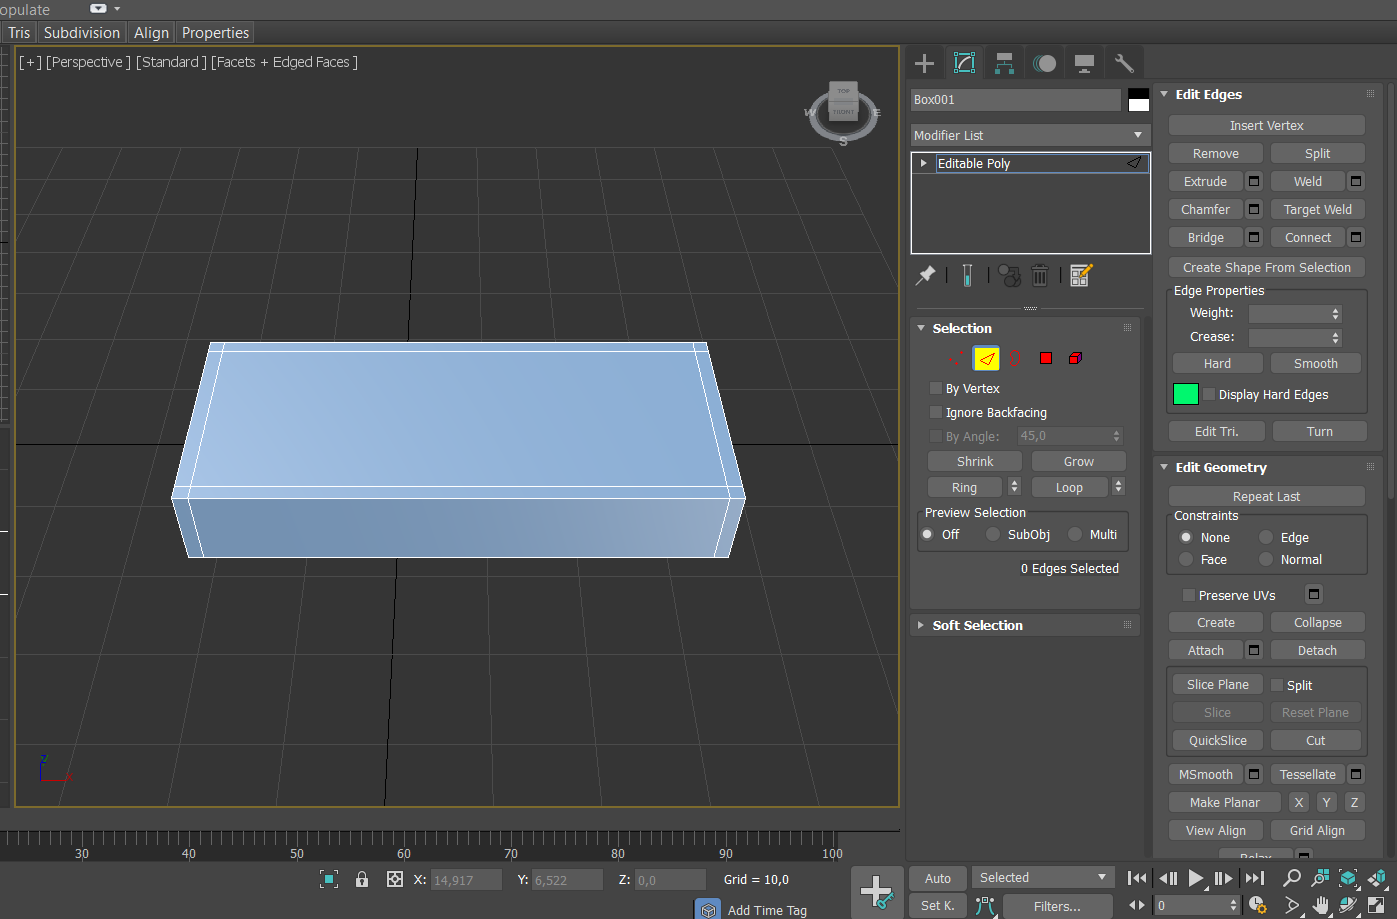 opulate
Tris Subdivision Align Properties
[+] [Perspective ] [Standard ] [Facets + Edged Faces ]
TOP
FRONT
W E
S
Z
30 40 50 60 70 80 90 100
X: 14,917 Y: 6,522 Z: 0,0 Grid = 10,0
Add Time Tag
Box001
Modifier List
Editable Poly
Selection
By Vertex
Ignore Backfacing
By Angle: 45,0
Shrink Grow
Ring Loop
Preview Selection
Off SubObj Multi
0 Edges Selected
Soft Selection
Edit Edges
Insert Vertex
Remove Split
Extrude Weld
Chamfer Target Weld
Bridge Connect
Create Shape From Selection
Edge Properties
Weight:
Crease:
Hard Smooth
Display Hard Edges
Edit Tri. Turn
Edit Geometry
Repeat Last
Constraints
None Edge
Face Normal
Preserve UVs
Create Collapse
Attach Detach
Slice Plane Split
Slice Reset Plane
QuickSlice Cut
MSmooth Tessellate
Make Planar X Y Z
View Align Grid Align
Relax
Auto Selected
Set K. Filters... 0